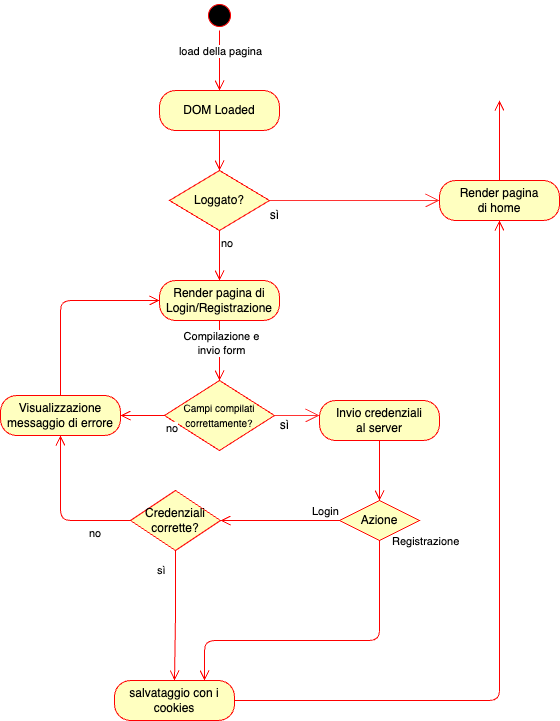 load della pagina
DOM Loaded
Loggato?
sì
Render pagina
di home
no
Render pagina di
Login/Registrazione
Compilazione e
invio form
Visualizzazione
messaggio di errore
no
Campi compilati
correttamente?
sì
Invio credenziali
al server
Credenziali
corrette?
Login
Azione
Registrazione
no
sì
salvataggio con i
cookies